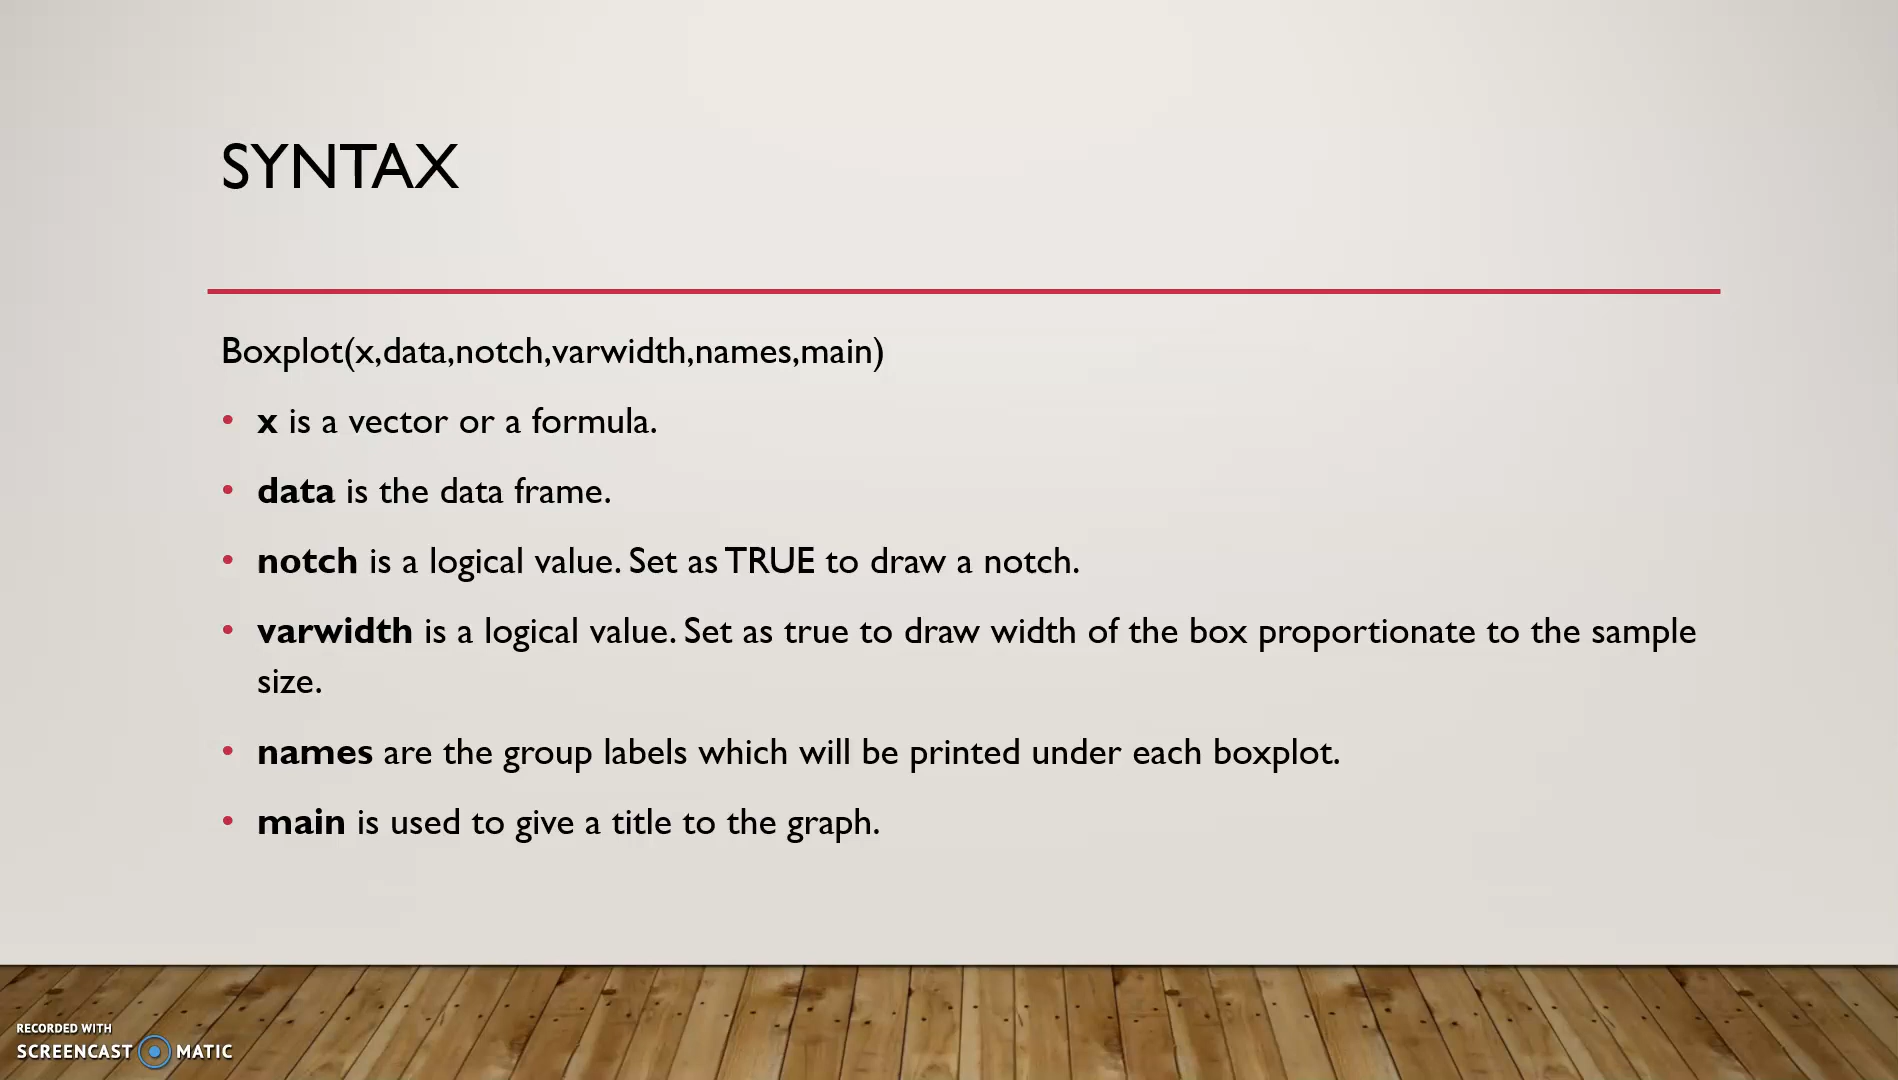 SYNTAX
Boxplot(x,data,notch,varwidth,names,main)
• x is a vector or a formula.
• data is the data frame.
• notch is a logical value. Set as TRUE to draw a notch.
• varwidth is a logical value. Set as true to draw width of the box proportionate to the sample
size.
• names are the group labels which will be printed under each boxplot.
• main is used to give a title to the graph.
RECORDED WITH
SCREENCAST MATIC